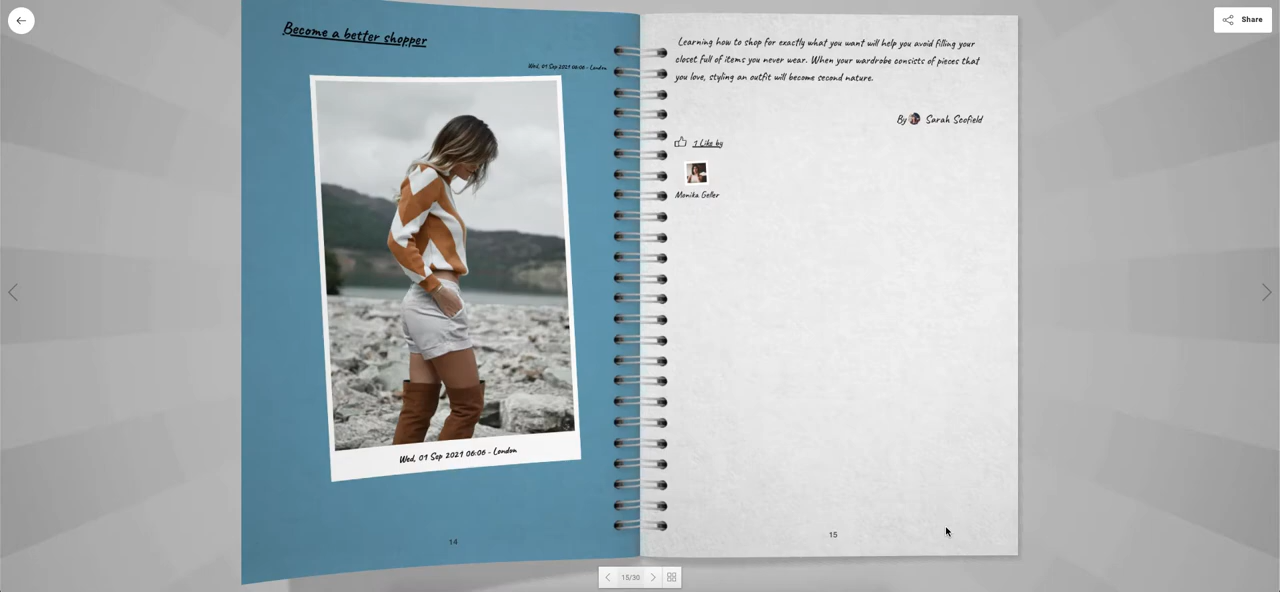 Share
Become a better shopper
Wed, 01 Sep 2021 06:06 - London
Wed, 01 Sep 2021 06:06 - London
14
Learning how to shop for exactly what you want will help you avoid filling your
closet full of items you never wear. When your wardrobe consists of pieces that
you love, styling an outfit will become second nature.
By Sarah Scofield
1 Like by
Monika Geller
15
15/30